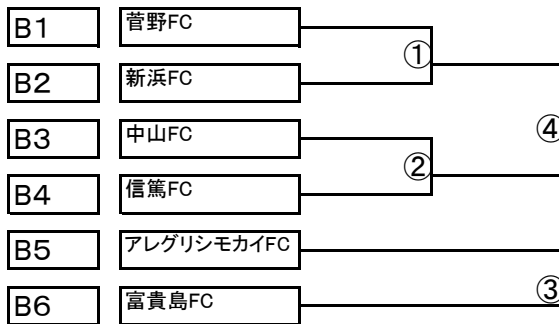 B1 菅野FC
①
B2 新浜FC
B3 中山FC
④
②
B4 信篤FC
B5 アレグリシモカイFC
③
B6 富貴島FC